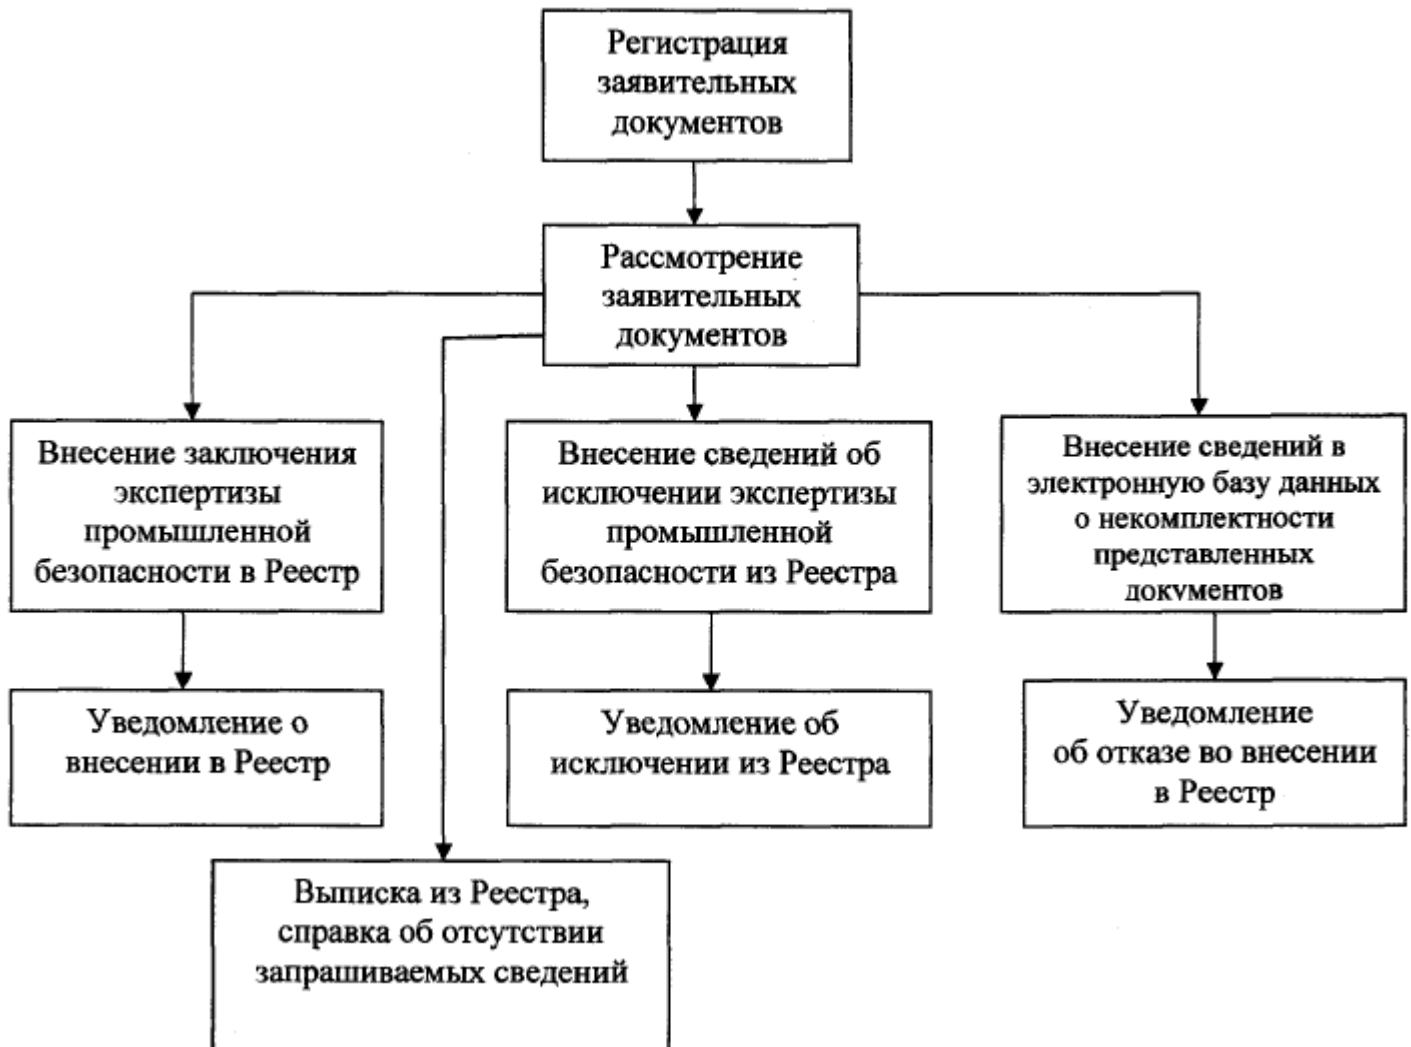 Регистрация
заявительных
документов
Рассмотрение
заявительных
документов
Внесение заключения
экспертизы
промышленной
безопасности в Реестр
Внесение сведений об
исключении экспертизы
промышленной
безопасности из Реестра
Внесение сведений в
электронную базу данных
о некомплектности
представленных
документов
Уведомление о
внесении в Реестр
Уведомление об
исключении из Реестра
Уведомление
об отказе во внесении
в Реестр
Выписка из Реестра,
справка об отсутствии
запрашиваемых сведений